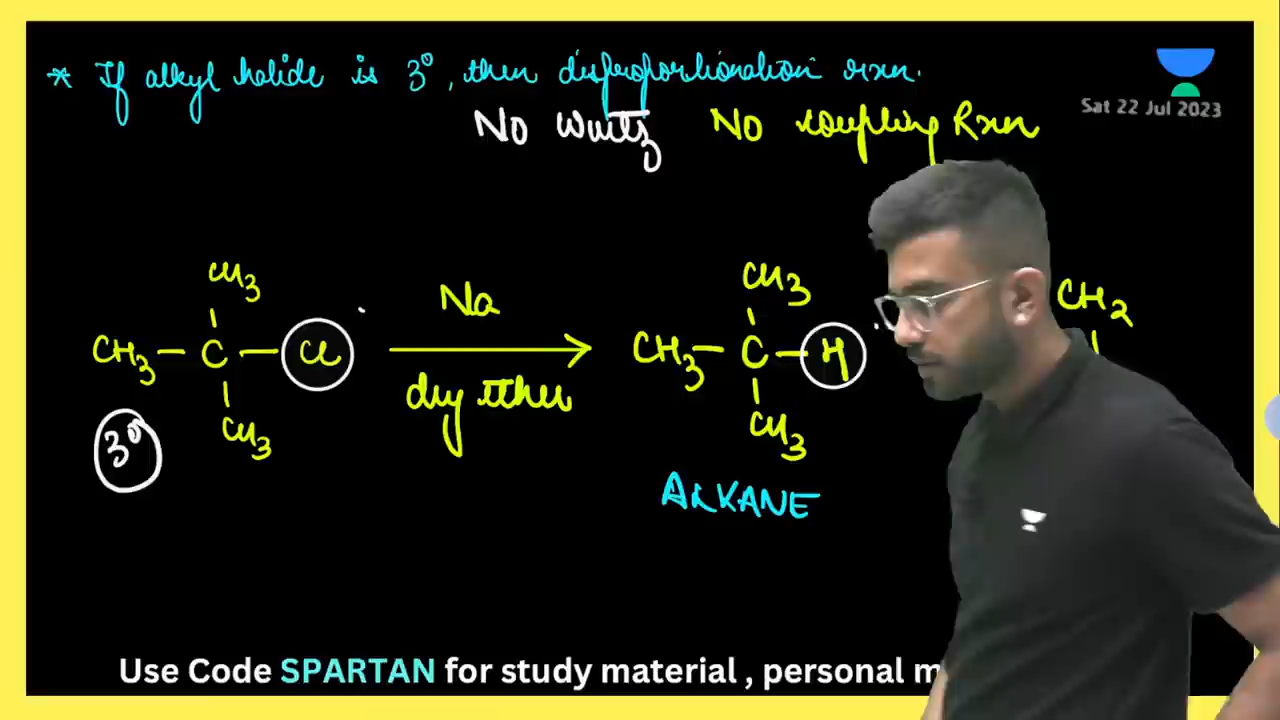 * If alkyl halide is 3°, then disproportionation rxn.
Sat 22 Jul 2023
No Wurtz No coupling Rxn
CH3 CH3 CH2
CH3 – C – Cl Na CH3 – C – H
dry ether
3° CH3 CH3
ALKANE
Use Code SPARTAN for study material , personal m